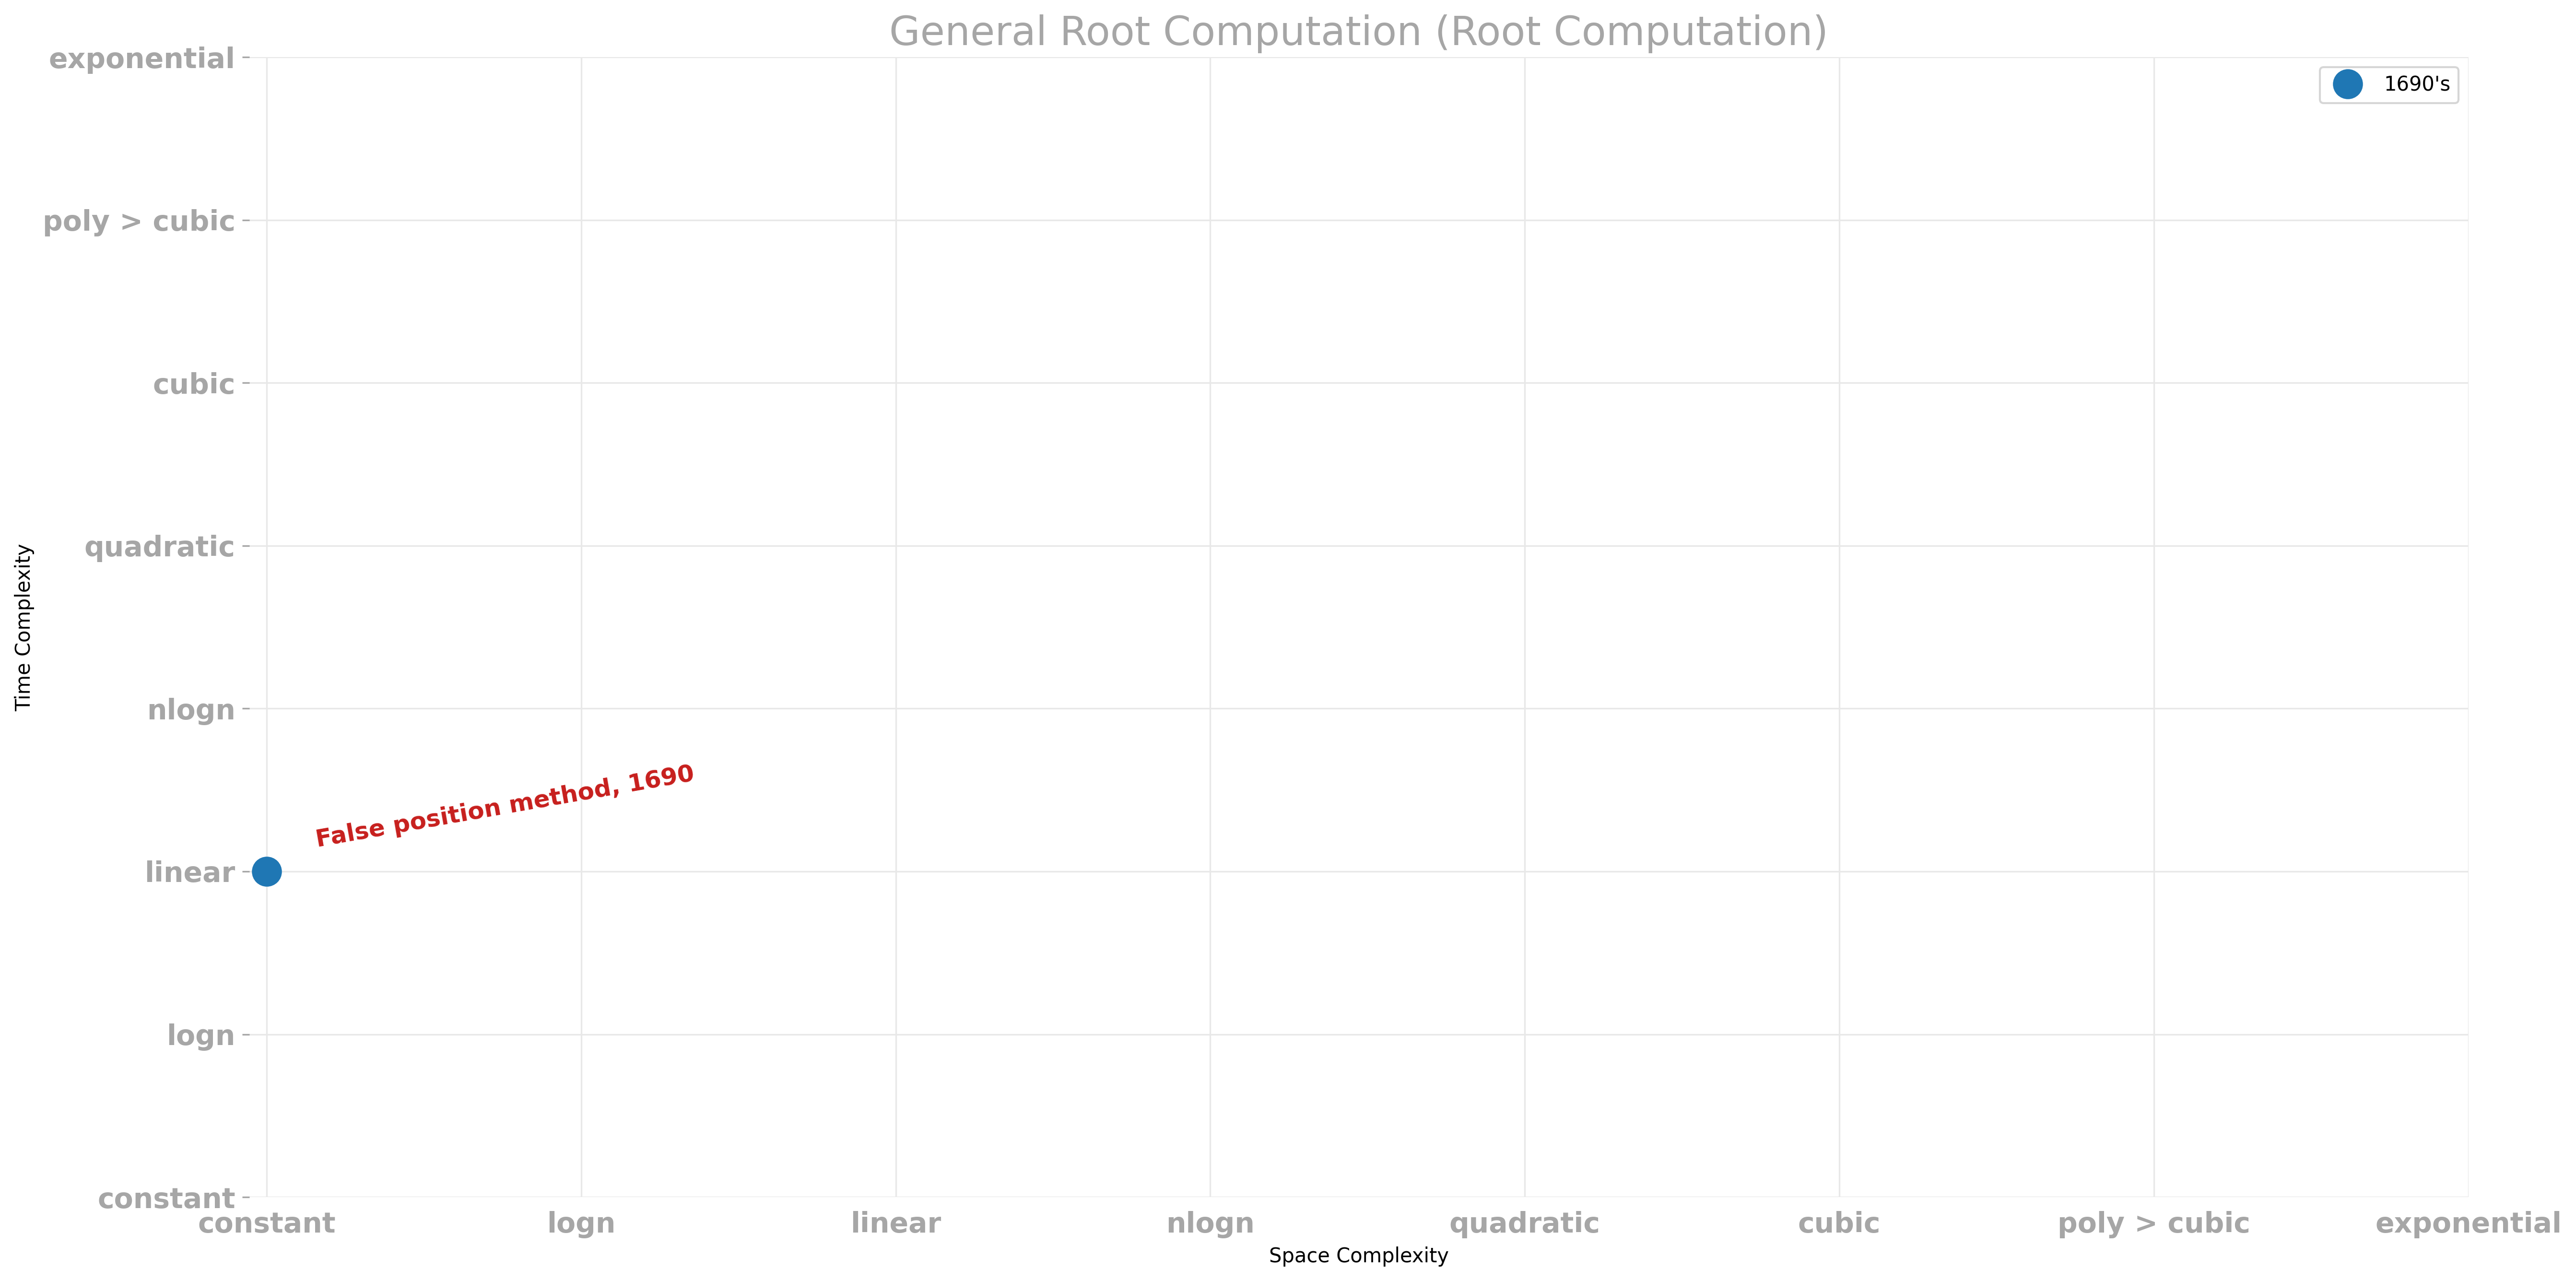 General Root Computation (Root Computation)
exponential
poly > cubic
cubic
quadratic
nlogn
linear
logn
constant
Time Complexity
1690's
False position method, 1690
constant
logn
linear
nlogn
quadratic
cubic
poly > cubic
exponential
Space Complexity